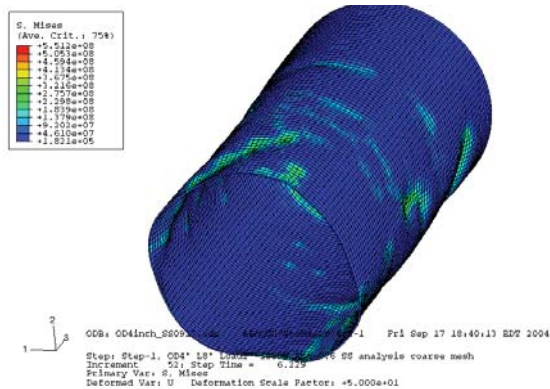 S. Mises
(Ave. Crit.: 75%)
+5.512e+08
+5.053e+08
+4.594e+08
+4.134e+08
+3.675e+08
+3.216e+08
+2.757e+08
+2.298e+08
+1.839e+08
+1.379e+08
+9.202e+07
+4.610e+07
+1.821e+05
2
3
1
ODB: OD4inch_SS091 Fri Sep 17 18:40:13 EDT 2004
Step: Step-1, OD4" L8" SS analysis coarse mesh
Increment 52: Step Time = 6.229
Primary Var: S, Mises
Deformed Var: U Deformation Scale Factor: +5.000e+01